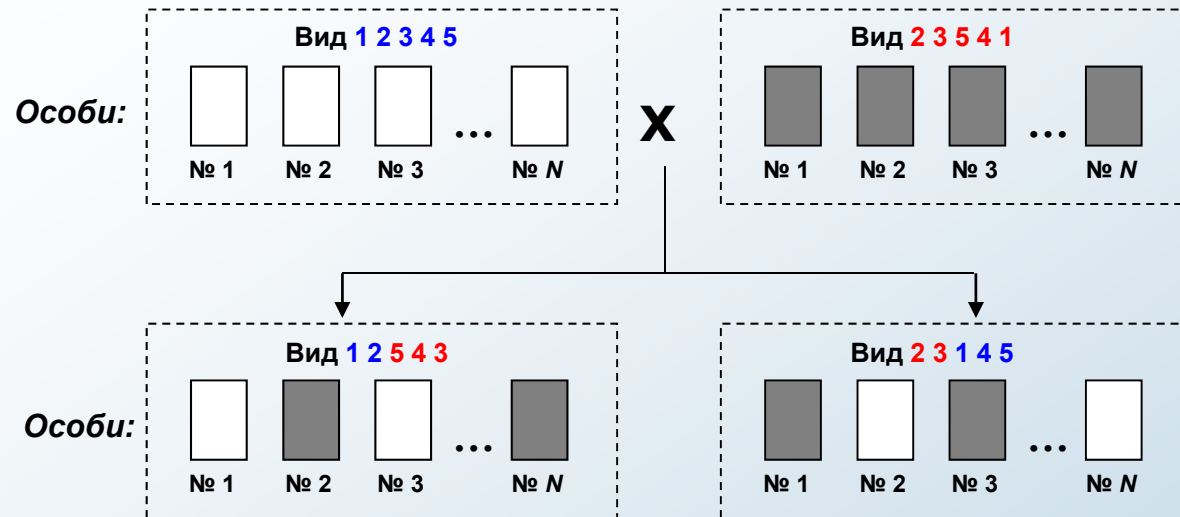 Вид 1 2 3 4 5
Вид 2 3 5 4 1
Особи:
...
X
...
№ 1 № 2 № 3 № N
№ 1 № 2 № 3 № N
Вид 1 2 5 4 3
Вид 2 3 1 4 5
Особи:
...
...
№ 1 № 2 № 3 № N
№ 1 № 2 № 3 № N